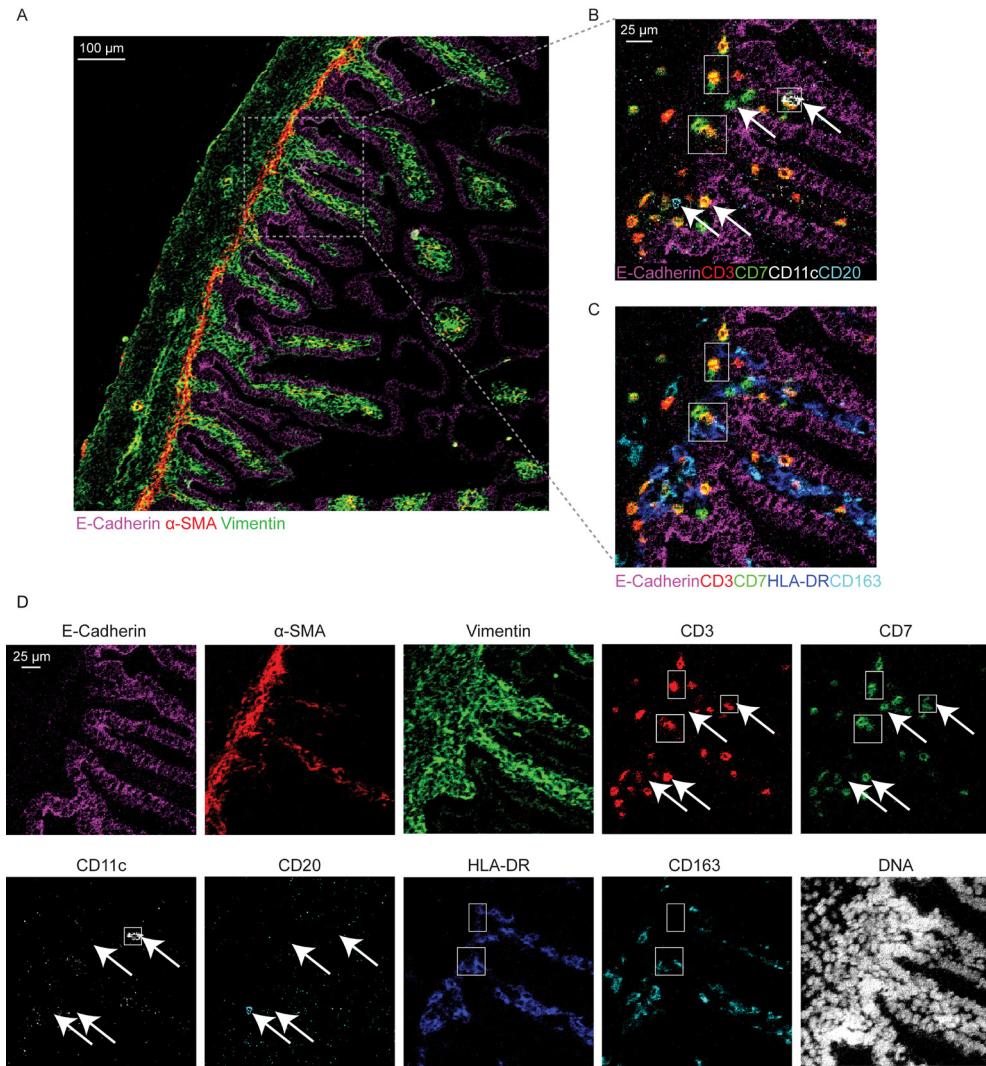 A
100 µm
E-Cadherin α-SMA Vimentin
B
25 µm
E-CadherinCD3CD7CD11cCD20
C
E-CadherinCD3CD7HLA-DRCD163
D
E-Cadherin
α-SMA
Vimentin
CD3
CD7
25 µm
CD11c
CD20
HLA-DR
CD163
DNA